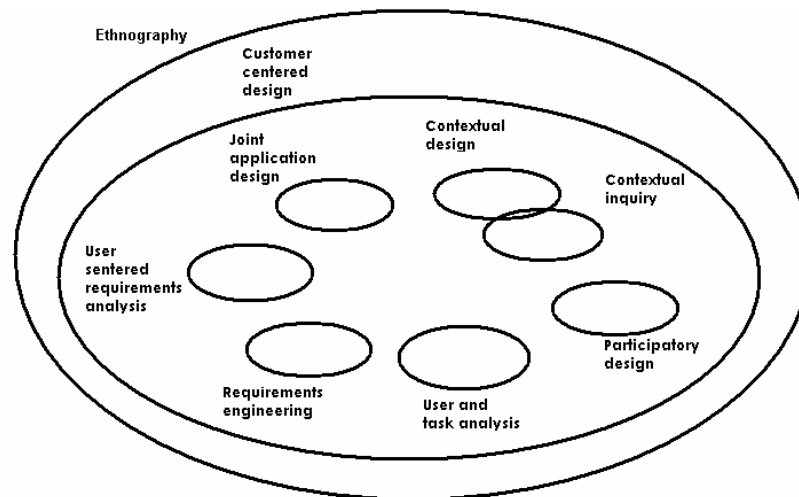 Ethnography
Customer
centered
design
Joint
application
design
Contextual
design
Contextual
inquiry
User
sentered
requirements
analysis
Participatory
design
Requirements
engineering
User and
task analysis